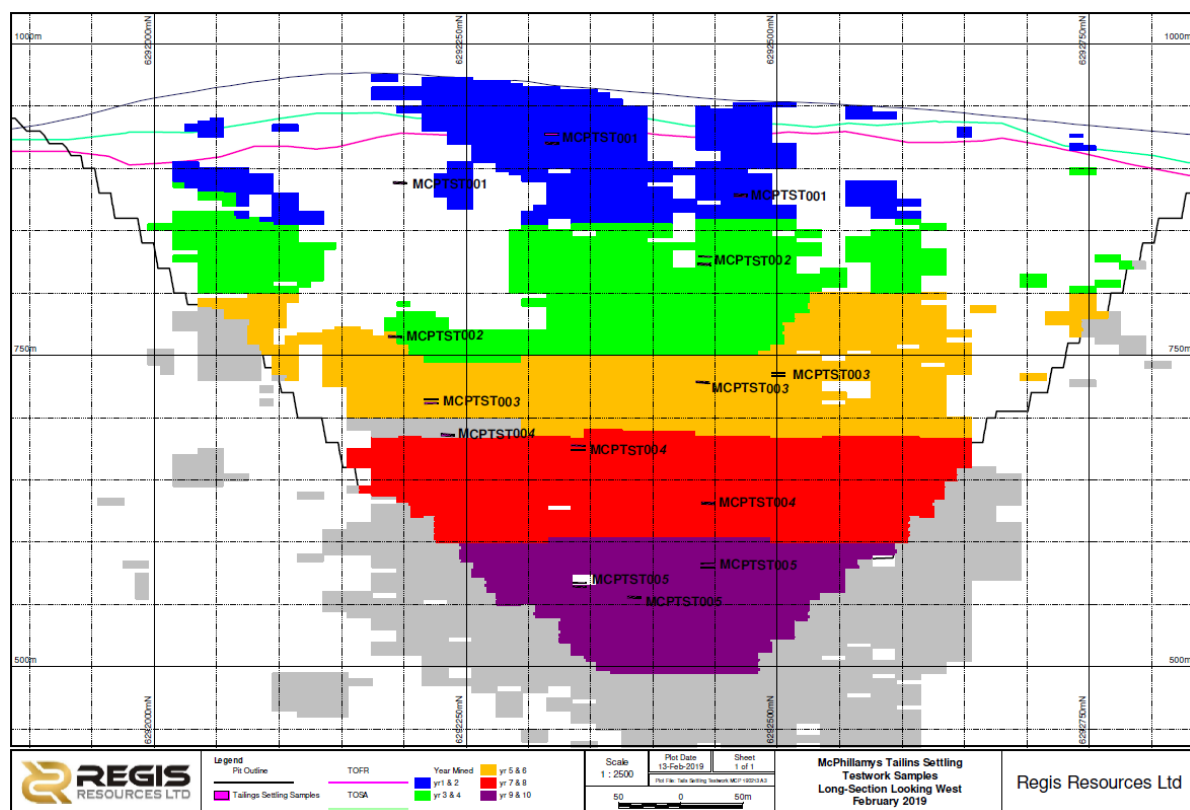 6292000mN
6292250mN
6292500mN
6292750mN
1000m
1000m
MCPTST001
MCPTST001
MCPTST001
MCPTST002
MCPTST002
750m
750m
MCPTST003
MCPTST003
MCPTST003
MCPTST004
MCPTST004
MCPTST004
MCPTST005
MCPTST005
MCPTST005
500m
500m
6292000mN
6292250mN
6292500mN
6292750mN
REGIS
RESOURCES LTD
Legend
Pit Outline
Tailings Settling Samples
TOFR
TOSA
Year Mined
yr1 & 2
yr 3 & 4
yr 5 & 6
yr 7 & 8
yr 9 & 10
Scale
1 : 2500
Plot Date
13-Feb-2019
Sheet
1 of 1
50 0 50m
McPhillamys Tailins Settling
Testwork Samples
Long-Section Looking West
February 2019
Regis Resources Ltd